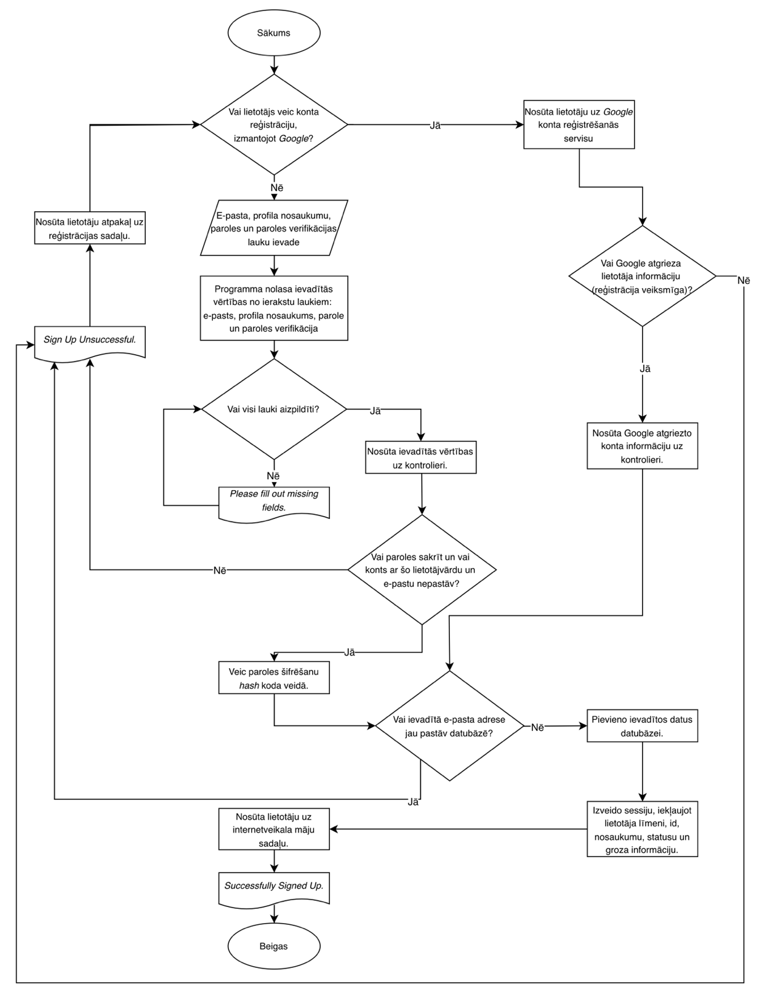 Sākums
Vai lietotājs veic konta
reģistrāciju,
izmantojot Google?
Jā
Nosūta lietotāju uz Google
konta reģistrēšanās
servisu
Nē
E-pasta, profila nosaukumu,
paroles un paroles verifikācijas
lauku ievade
Nosūta lietotāju atpakaļ uz
reģistrācijas sadaļu.
Vai Google atgrieza
lietotāja informāciju
(reģistrācija veiksmīga)?
Nē
Programma nolasa ievadītās
vērtības no ierakstu laukiem:
e-pasts, profila nosaukums, parole
un paroles verifikācija
Sign Up Unsuccessful.
Jā
Vai visi lauki aizpildīti?
Jā
Nosūta ievadītās vērtības
uz kontrolieri.
Nosūta Google atgriezto
konta informāciju uz
kontrolieri.
Nē
Please fill out missing
fields.
Vai paroles sakrīt un vai
konts ar šo lietotājvārdu un
e-pastu nepastāv?
Nē
Jā
Veic paroles šifrēšanu
hash koda veidā.
Vai ievadītā e-pasta adrese
jau pastāv datubāzē?
Nē
Pievieno ievadītos datus
datubāzei.
Jā
Izveido sessiju, iekļaujot
lietotāja līmeni, id,
nosaukumu, statusu un
groza informāciju.
Nosūta lietotāju uz
internetveikala māju
sadaļu.
Successfully Signed Up.
Beigas